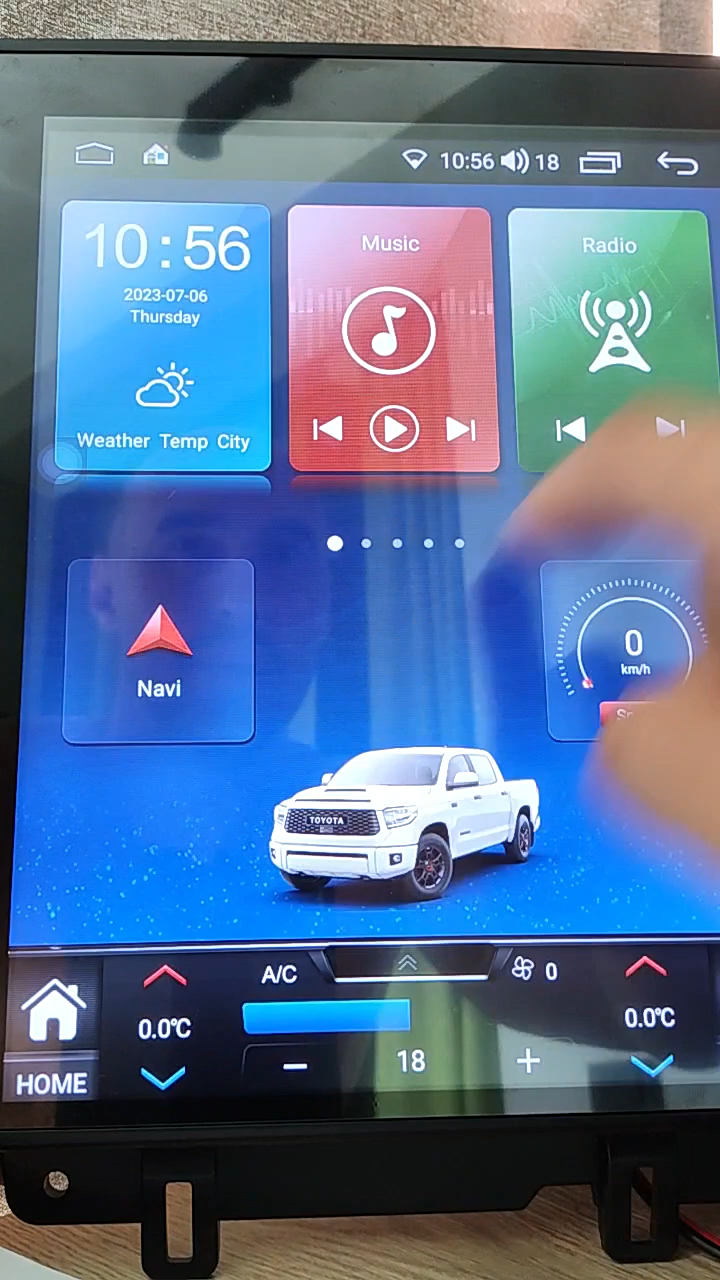 10:56 18
10:56
2023-07-06
Thursday
Weather Temp City
Music
Radio
Navi
0
km/h
TOYOTA
A/C
0
0.0℃
0.0℃
18
HOME